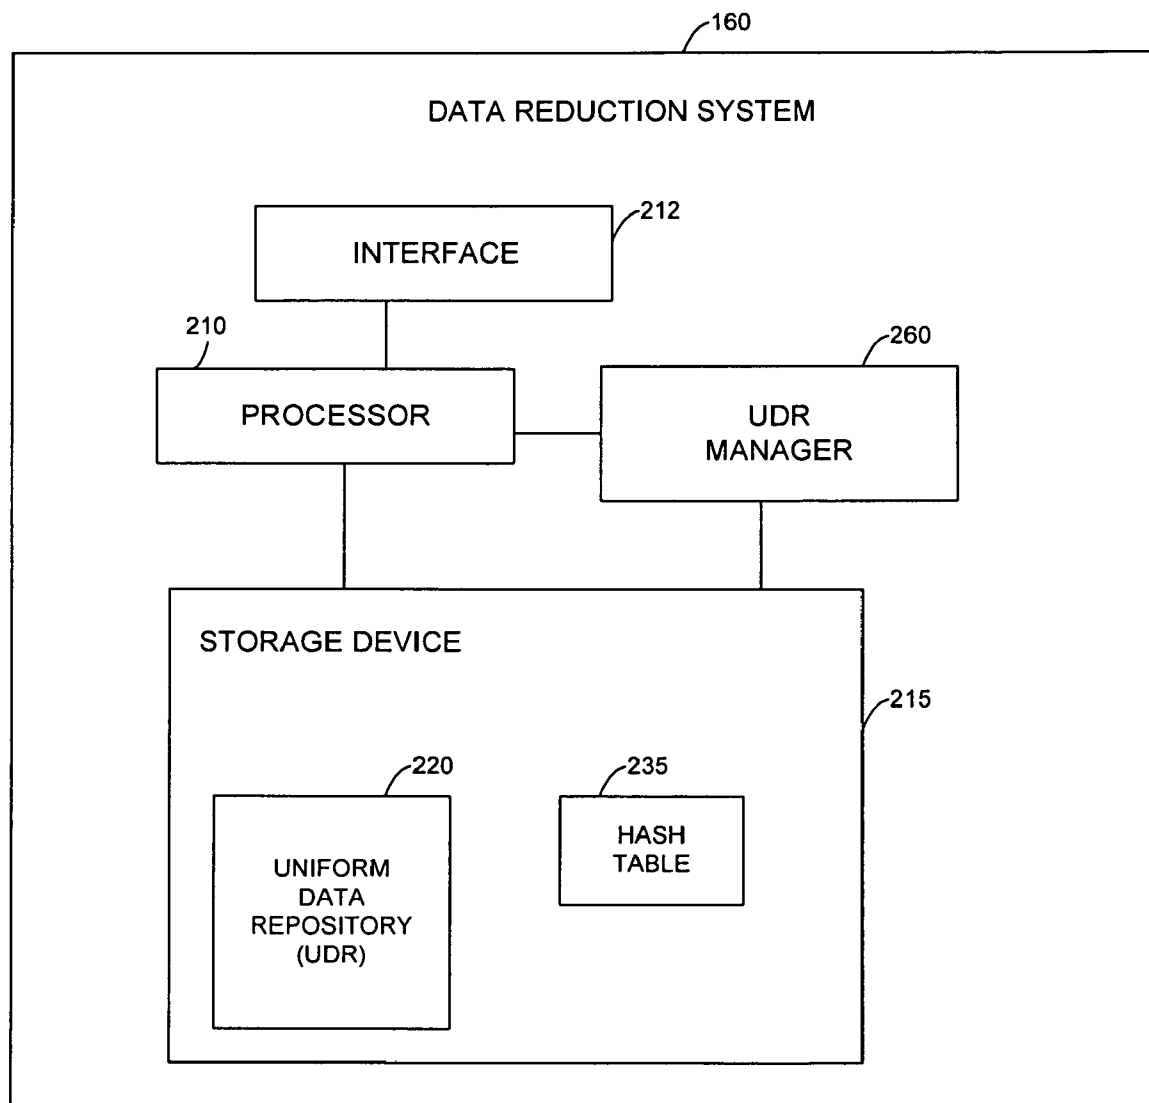 160
DATA REDUCTION SYSTEM
212
INTERFACE
210
260
PROCESSOR
UDR
MANAGER
STORAGE DEVICE
215
220
235
HASH
TABLE
UNIFORM
DATA
REPOSITORY
(UDR)